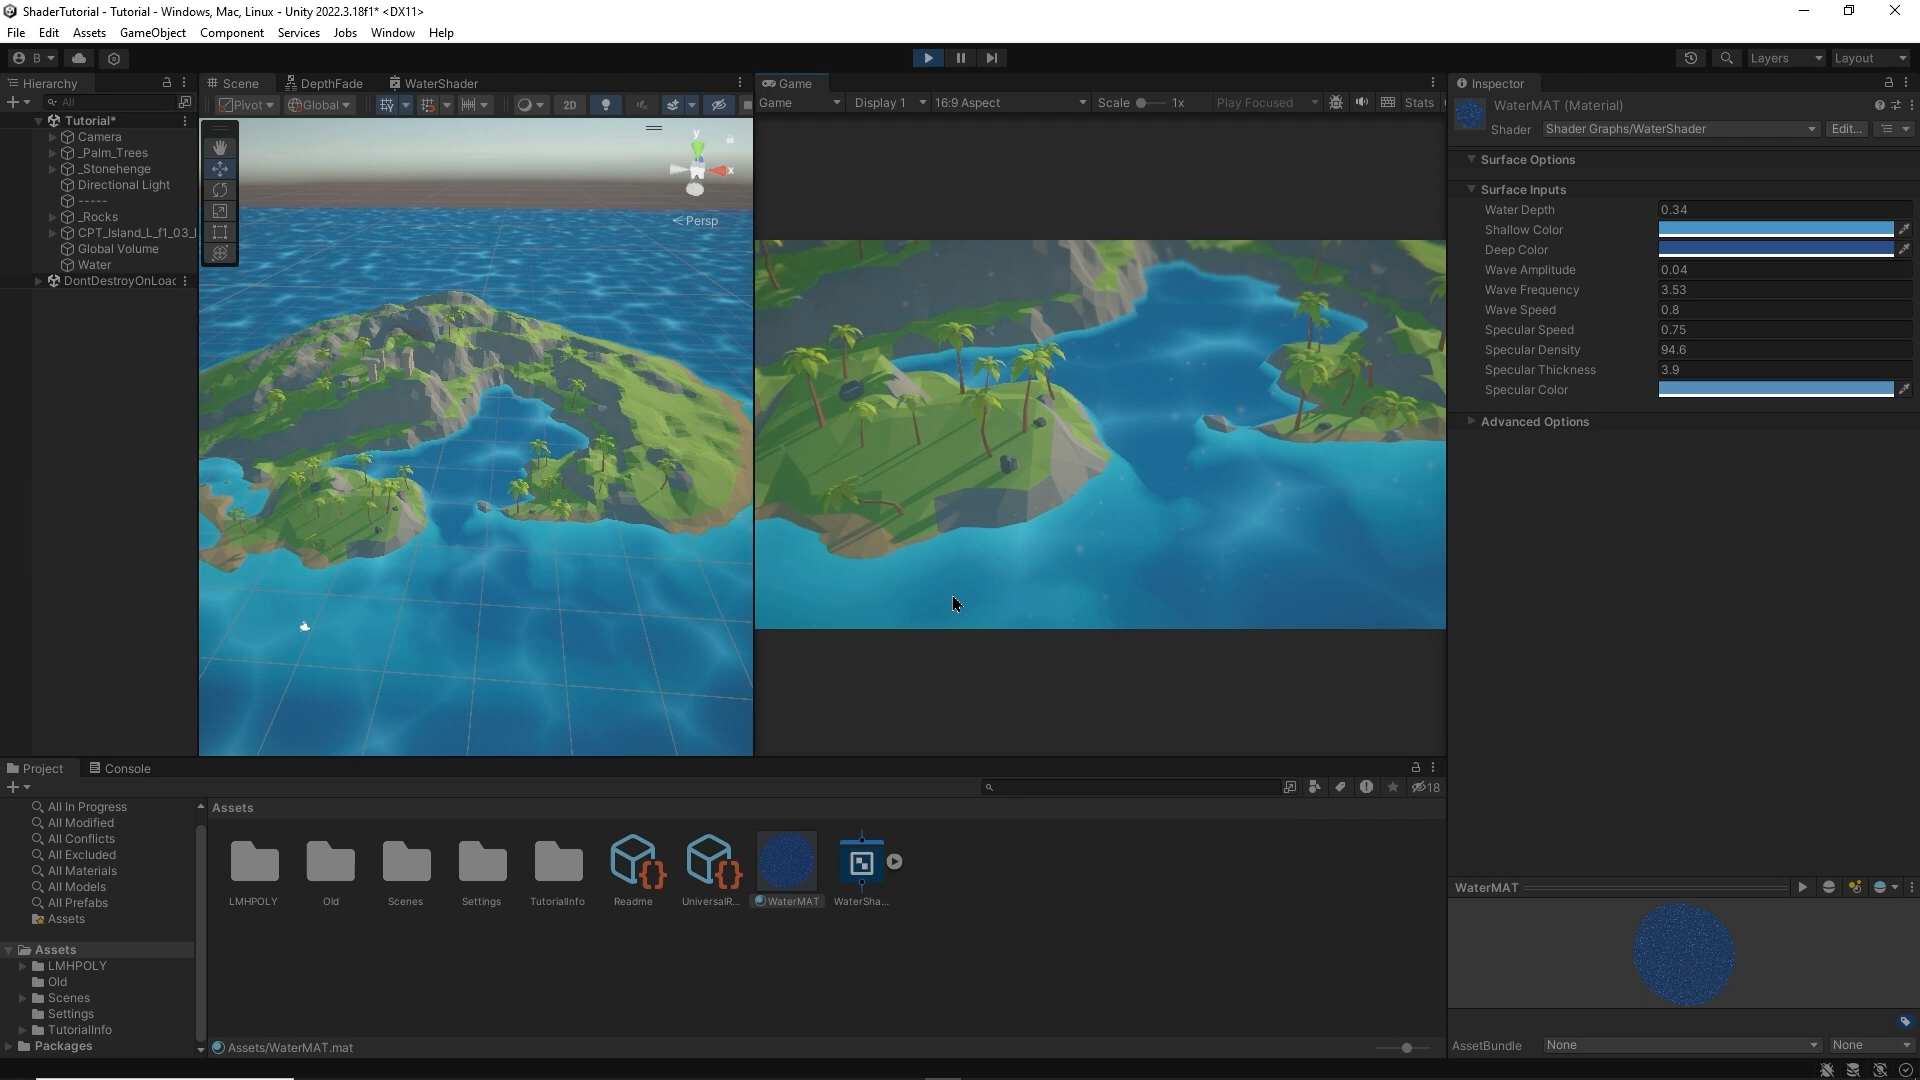 ShaderTutorial - Tutorial - Windows, Mac, Linux - Unity 2022.3.18f1* <DX11>
File Edit Assets GameObject Component Services Jobs Window Help
B Layers Layout
Hierarchy
All
Tutorial*
Camera
_Palm_Trees
_Stonehenge
Directional Light
-----
_Rocks
CPT_Island_L_f1_03_
Global Volume
Water
DontDestroyOnLoad
Scene DepthFade WaterShader
Pivot Global 2D
y
x
Persp
Game
Game Display 1 16:9 Aspect Scale 1x Play Focused Stats
Inspector
WaterMAT (Material)
Shader Shader Graphs/WaterShader Edit...
Surface Options
Surface Inputs
Water Depth 0.34
Shallow Color
Deep Color
Wave Amplitude 0.04
Wave Frequency 3.53
Wave Speed 0.8
Specular Speed 0.75
Specular Density 94.6
Specular Thickness 3.9
Specular Color
Advanced Options
Project Console
18
All In Progress
All Modified
All Conflicts
All Excluded
All Materials
All Models
All Prefabs
Assets
Assets
LMHPOLY
Old
Scenes
Settings
TutorialInfo
Packages
Assets
LMHPOLY Old Scenes Settings TutorialInfo Readme UniversalR... WaterMAT WaterSha...
Assets/WaterMAT.mat
WaterMAT
AssetBundle None None